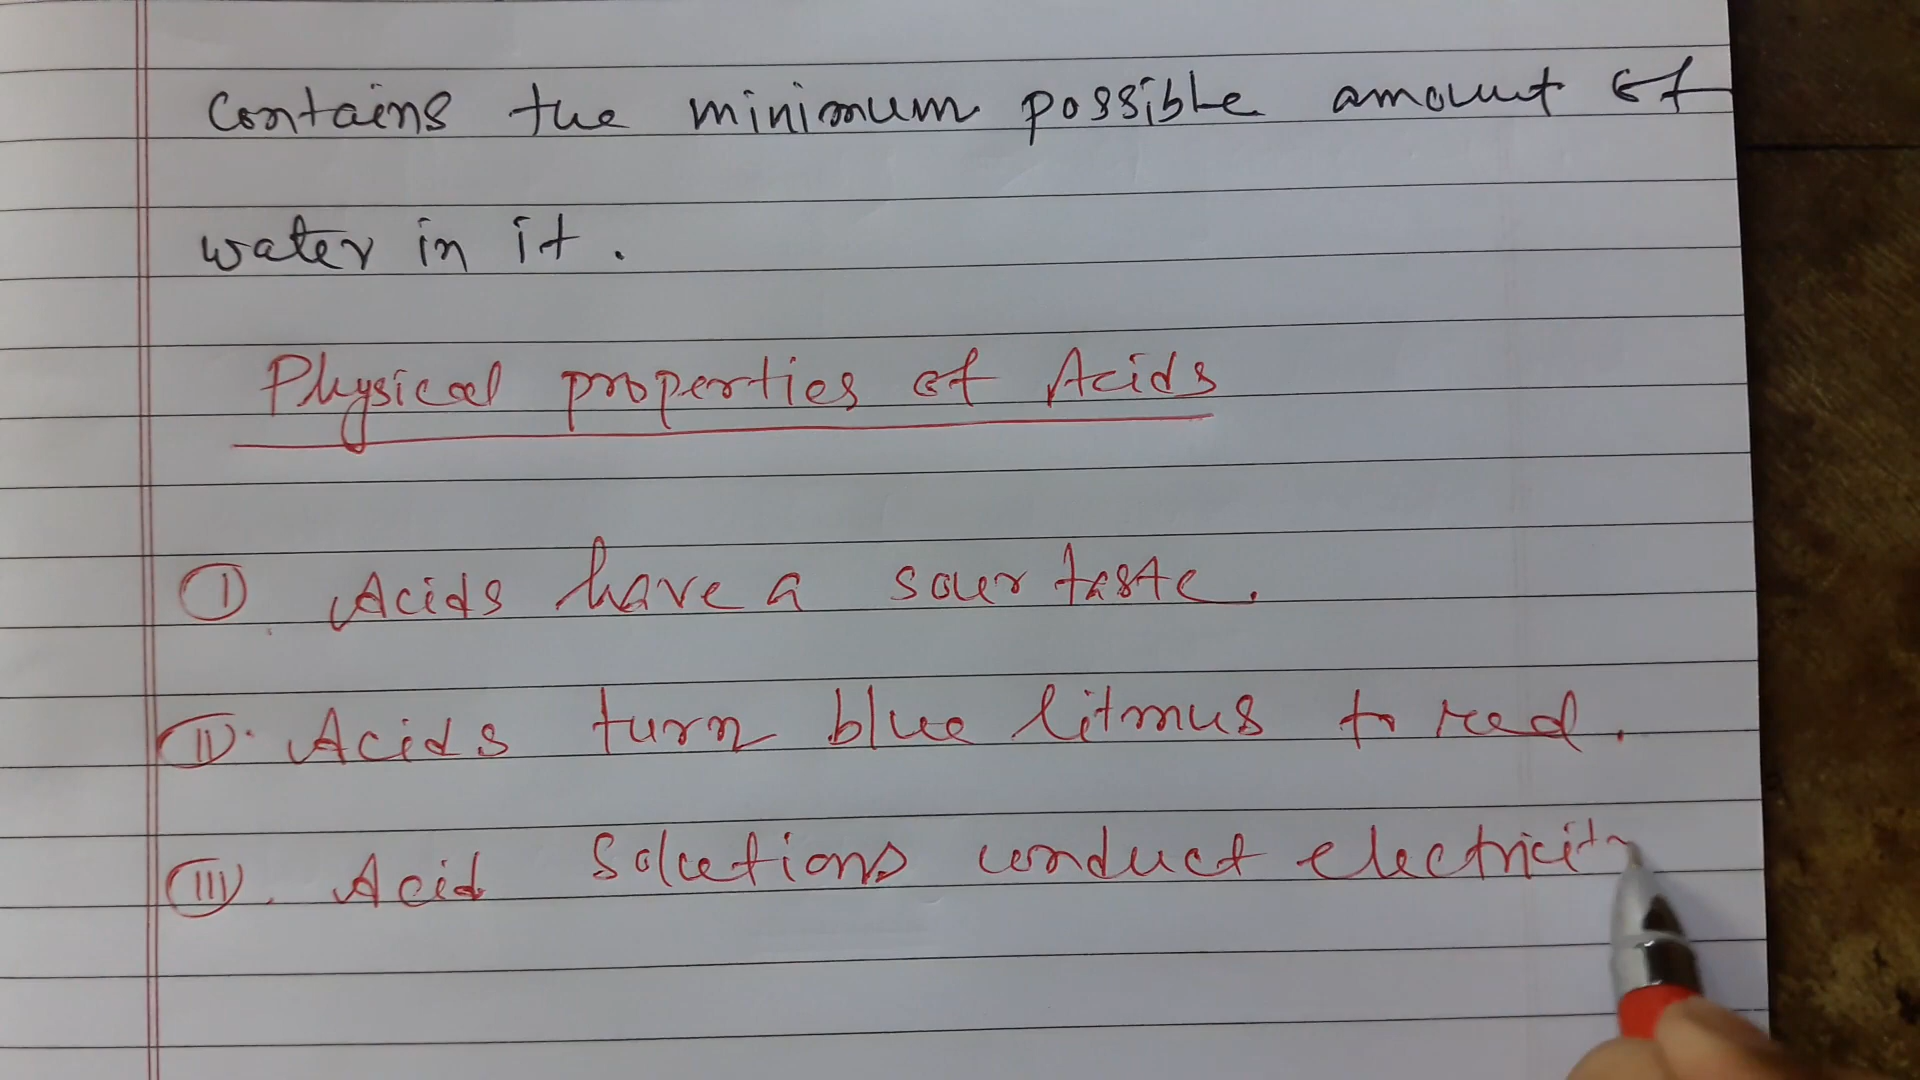 Contains the minimum possible amount of
water in it.
Physical properties of Acids
I Acids have a sour taste.
II. Acids turn blue litmus to red.
III. Acid solutions conduct electricity